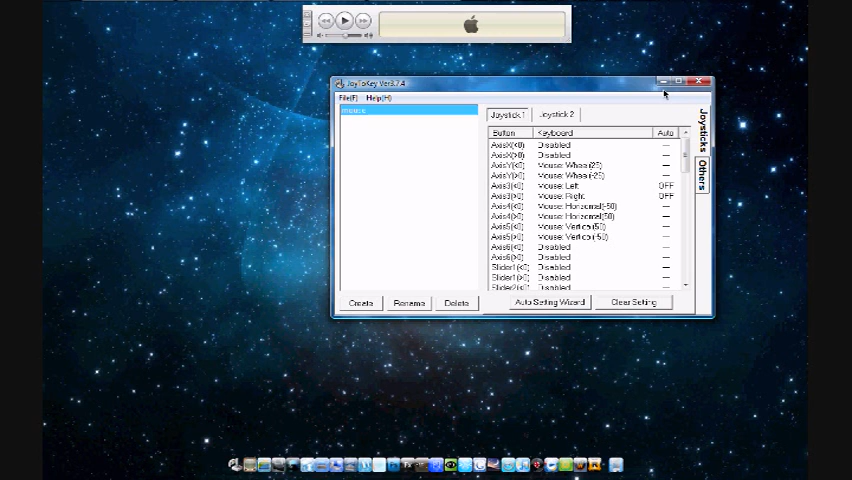 JoyToKey Ver3.7.4
File(F) Help(H)
mouse
Joystick 1 Joystick 2
Button Keyboard Auto
AxisX(<0) Disabled ---
AxisX(>0) Disabled ---
AxisY(<0) Mouse: Wheel(25) ---
AxisY(>0) Mouse: Wheel(-25) ---
Axis3(<0) Mouse: Left OFF
Axis3(>0) Mouse: Right OFF
Axis4(<0) Mouse: Horizontal(-50) ---
Axis4(>0) Mouse: Horizontal(50) ---
Axis5(<0) Mouse: Vertical(50) ---
Axis5(>0) Mouse: Vertical(-50) ---
Axis6(<0) Disabled ---
Axis6(>0) Disabled ---
Slider1(<0) Disabled ---
Slider1(>0) Disabled ---
Slider2(<0) Disabled ---
Joysticks
Others
Create Rename Delete
Auto Setting Wizard Clear Setting